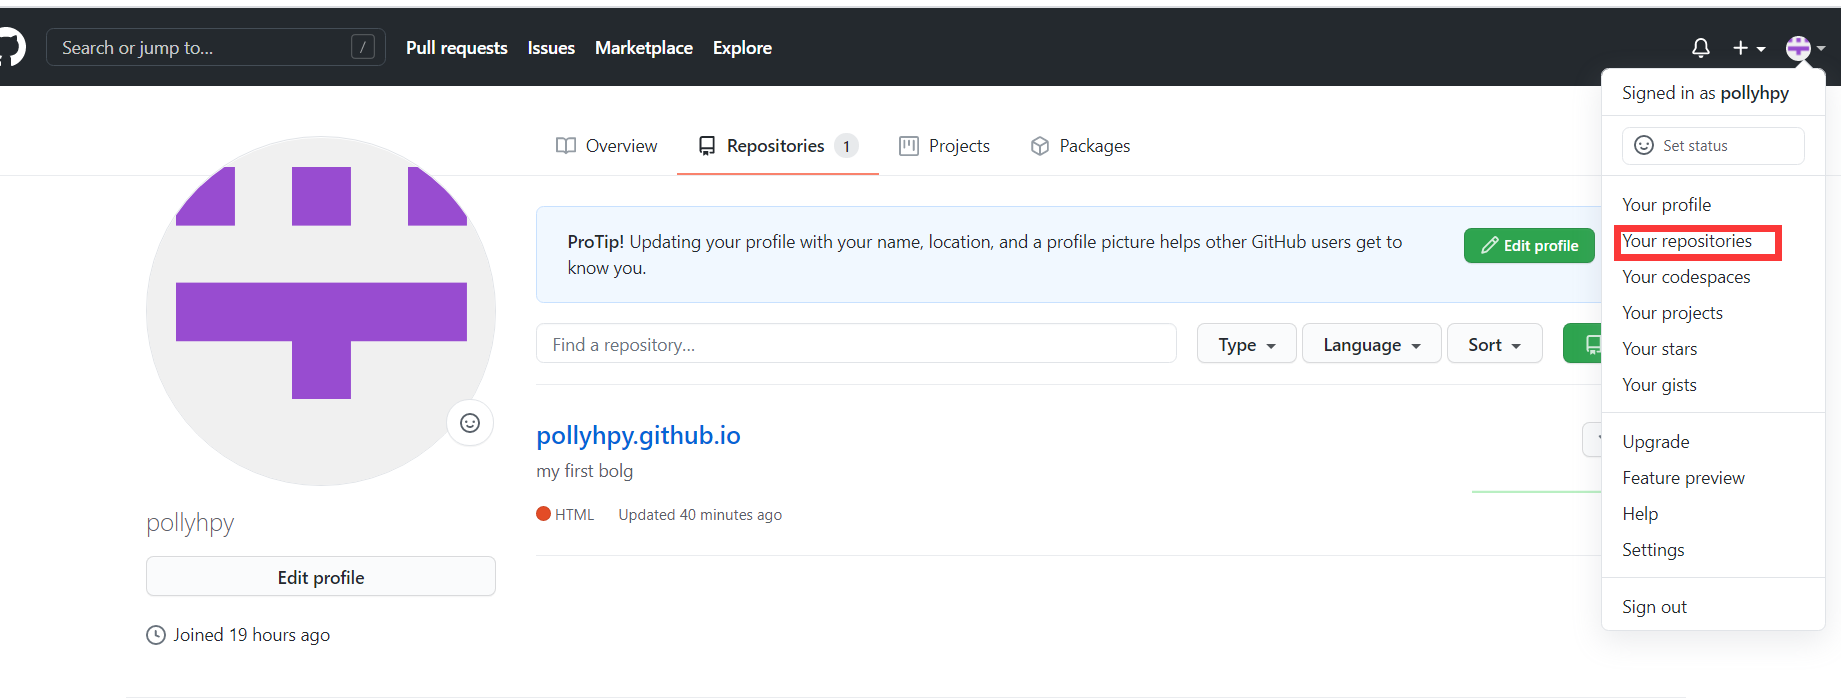 Search or jump to... /
Pull requests Issues Marketplace Explore
Signed in as pollyhpy
Set status
Your profile
Your repositories
Your codespaces
Your projects
Your stars
Your gists
Upgrade
Feature preview
Help
Settings
Sign out
Overview Repositories 1 Projects Packages
ProTip! Updating your profile with your name, location, and a profile picture helps other GitHub users get to
know you.
Edit profile
Find a repository...
Type Language Sort
pollyhpy.github.io
my first bolg
HTML Updated 40 minutes ago
pollyhpy
Edit profile
Joined 19 hours ago